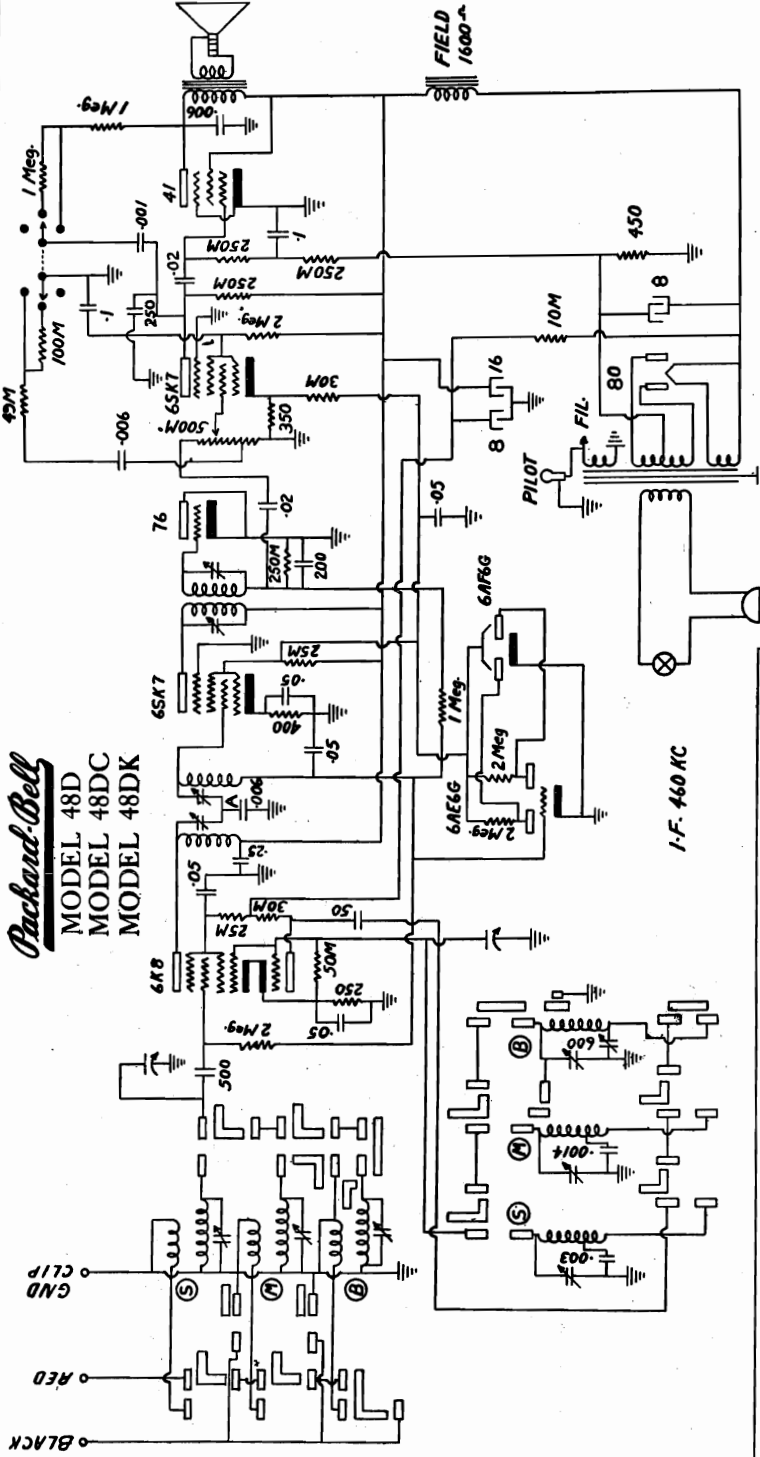 Packard-Bell
MODEL 48D
MODEL 48DC
MODEL 48DK
FIELD
1600Ω
1 Meg.
1 Meg.
.006
41
.001
.02
250M
.1
250M
250M
450
49M
100M
.1
250
2 Meg.
6SK7
500M
30M
350
.006
10M
8
16
8
80
FIL.
PILOT
76
.02
250M
200
.05
6SK7
25M
.05
400
.05
1 Meg.
6AF6G
6AE6G
2 Meg
2 Meg.
A
.006
.25
.05
6K8
25M
30M
50
50M
250
.05
2 Meg.
500
I-F. 460 KC
GND
CLIP
RED
BLACK
S
M
B
B
600
M
.0014
S
.003